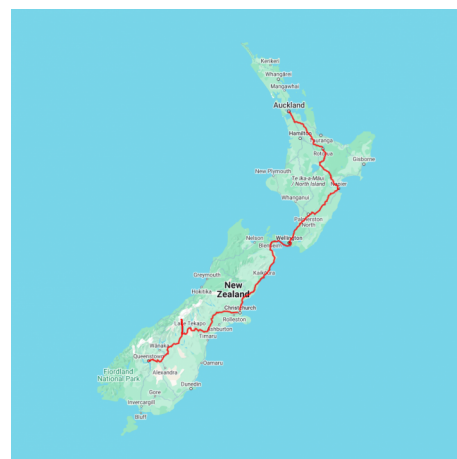 Kerikeri
Whangārei
Mangawhai
Auckland
Hamilton
Tauranga
Rotorua
Gisborne
New Plymouth
Te Ika-a-Māui
/ North Island
Napier
Whanganui
Palmerston
North
Nelson
Wellington
Blenheim
Greymouth
Kaikōura
Hokitika
New
Zealand
Christchurch
Rolleston
Lake Tekapo
Ashburton
Timaru
Wānaka
Queenstown
Oamaru
Fiordland
National Park
Alexandra
Dunedin
Gore
Invercargill
Bluff